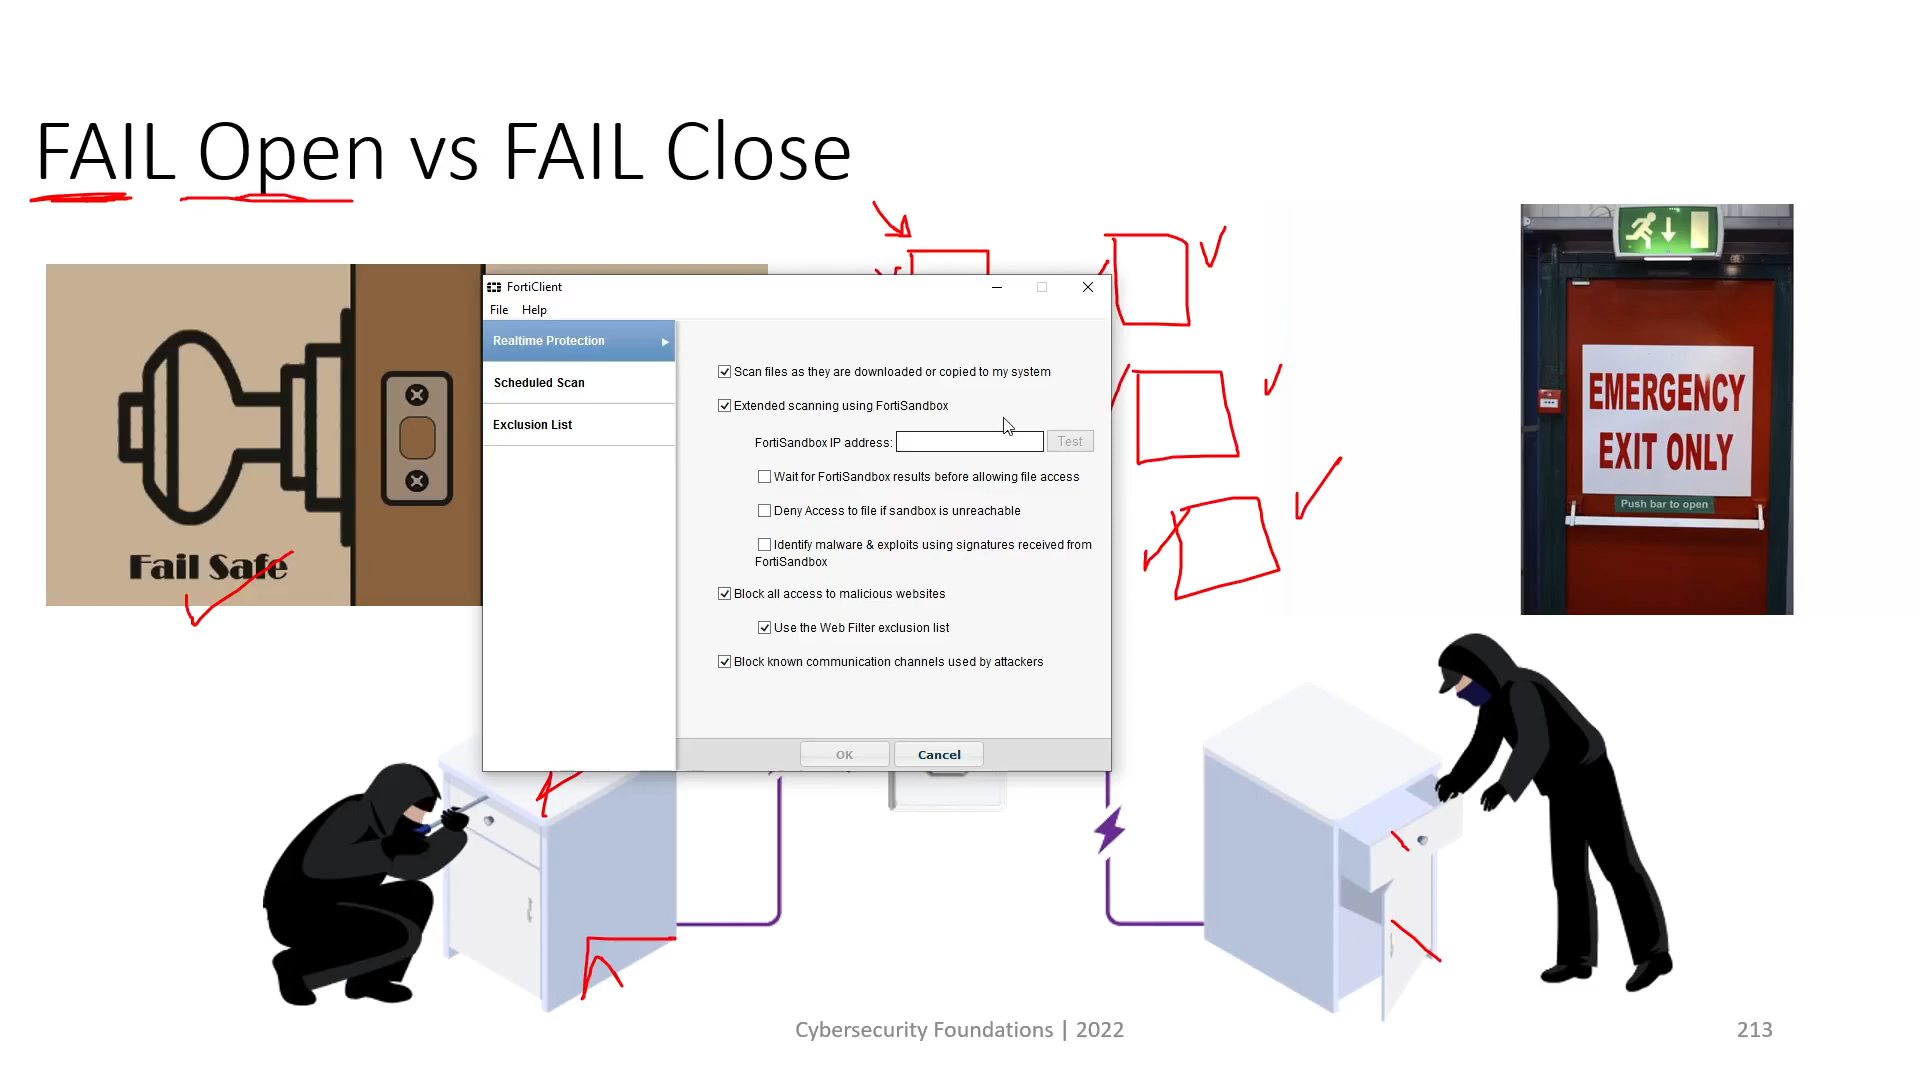 FAIL Open vs FAIL Close
Fail Safe
FortiClient
File Help
Realtime Protection
Scheduled Scan
Exclusion List
Scan files as they are downloaded or copied to my system
Extended scanning using FortiSandbox
FortiSandbox IP address:
Test
Wait for FortiSandbox results before allowing file access
Deny Access to file if sandbox is unreachable
Identify malware & exploits using signatures received from
FortiSandbox
Block all access to malicious websites
Use the Web Filter exclusion list
Block known communication channels used by attackers
OK Cancel
EMERGENCY
EXIT ONLY
Push bar to open
Cybersecurity Foundations | 2022
213